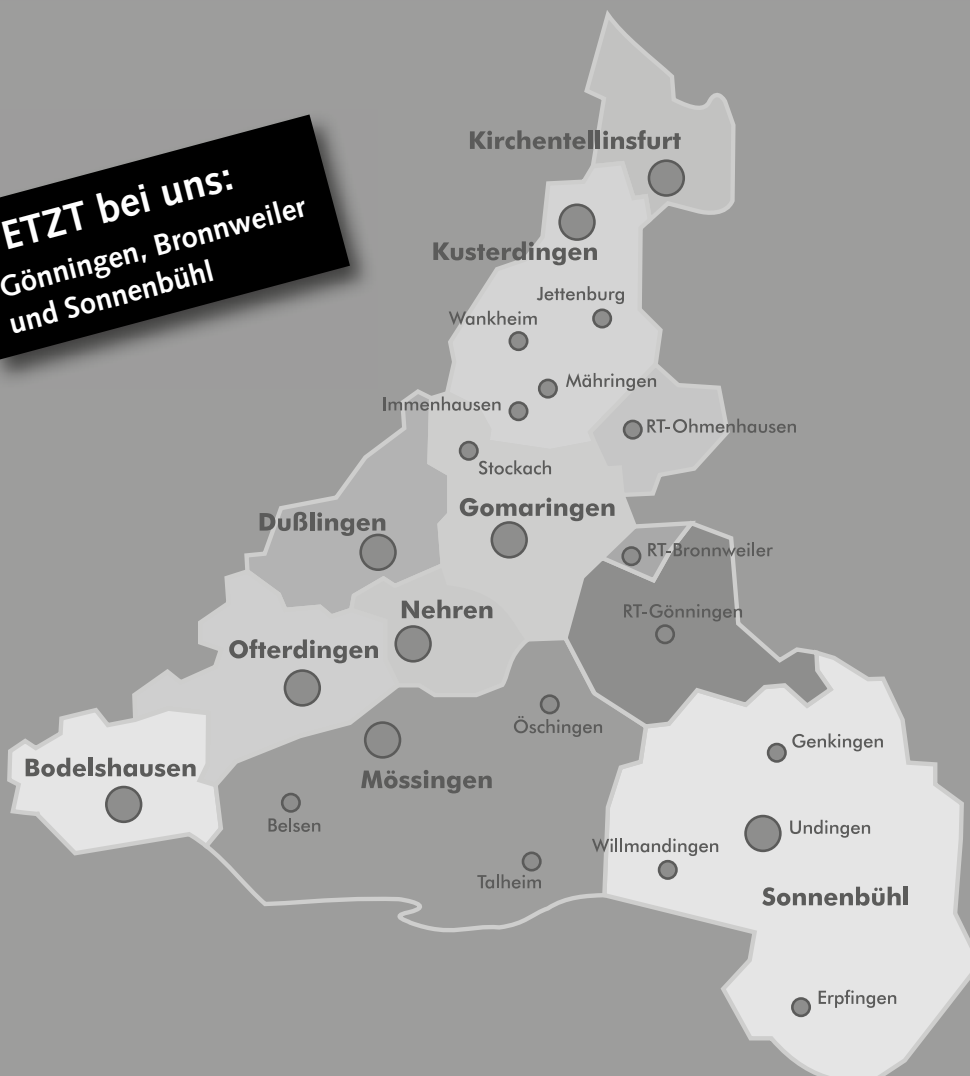 ETZT bei uns:
Gönningen, Bronnweiler
und Sonnenbühl
Kirchentellinsfurt
Kusterdingen
Jettenburg
Wankheim
Mähringen
Immenhausen
RT-Ohmenhausen
Stockach
Gomaringen
Dußlingen
RT-Bronnweiler
Nehren
RT-Gönningen
Ofterdingen
Öschingen
Genkingen
Bodelshausen
Mössingen
Belsen
Undingen
Willmandingen
Talheim
Sonnenbühl
Erpfingen